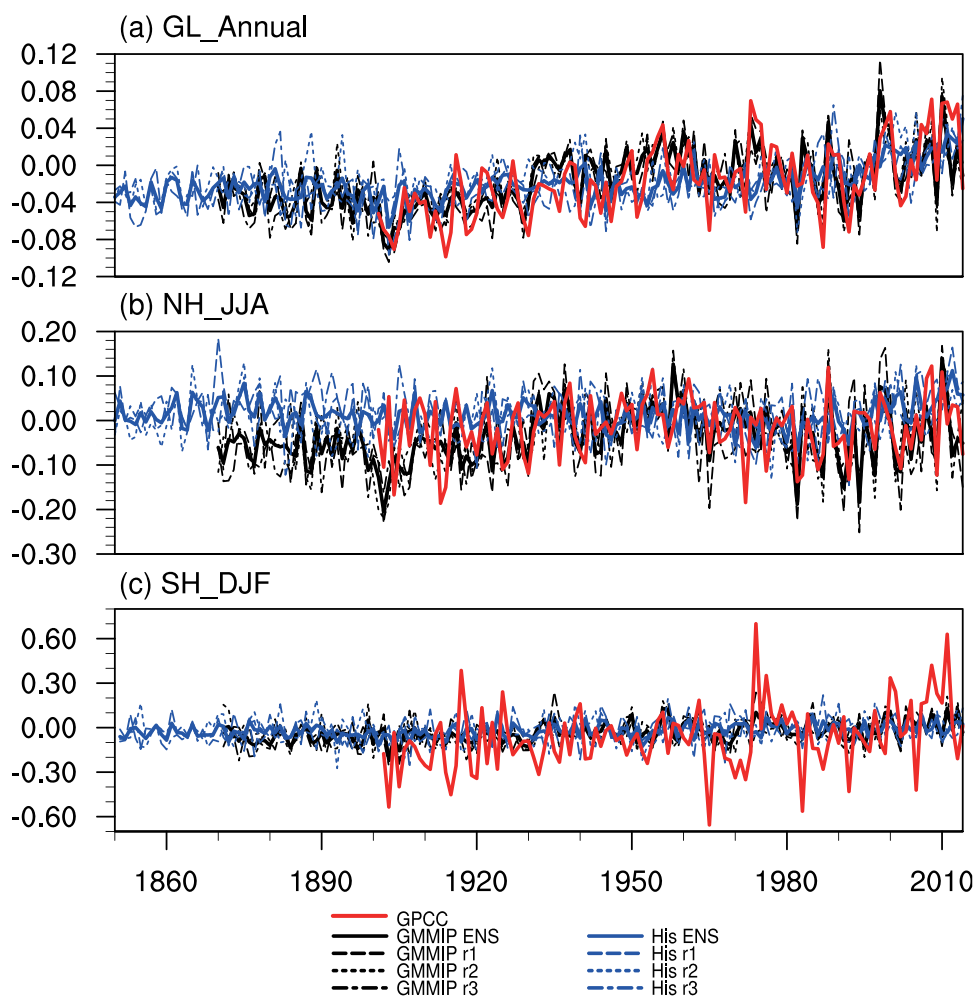 (a) GL_Annual
0.12
0.08
0.04
0.00
-0.04
-0.08
-0.12
(b) NH_JJA
0.20
0.10
0.00
-0.10
-0.20
-0.30
(c) SH_DJF
0.60
0.30
0.00
-0.30
-0.60
1860 1890 1920 1950 1980 2010
GPCC
GMMIP ENS His ENS
GMMIP r1 His r1
GMMIP r2 His r2
GMMIP r3 His r3